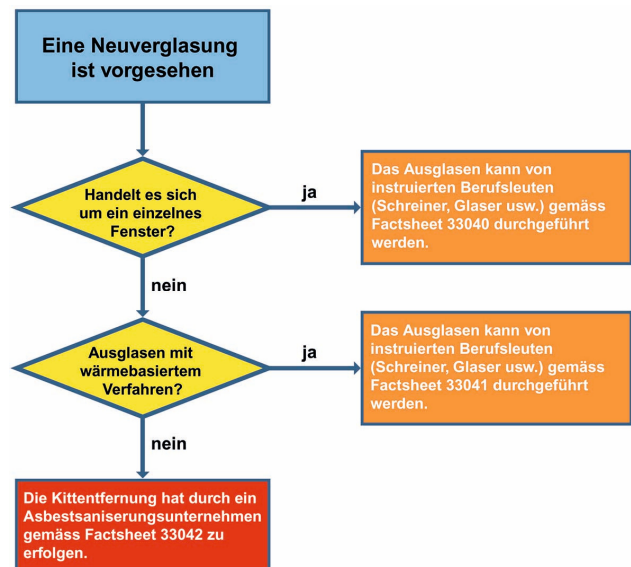 Eine Neuverglasung
ist vorgesehen
Handelt es sich
um ein einzelnes
Fenster?
ja
Das Ausglasen kann von
instruierten Berufsleuten
(Schreiner, Glaser usw.) gemäss
Factsheet 33040 durchgeführt
werden.
nein
Ausglasen mit
wärmebasiertem
Verfahren?
ja
Das Ausglasen kann von
instruierten Berufsleuten
(Schreiner, Glaser usw.) gemäss
Factsheet 33041 durchgeführt
werden.
nein
Die Kittentfernung hat durch ein
Asbestsaniserungsunternehmen
gemäss Factsheet 33042 zu
erfolgen.